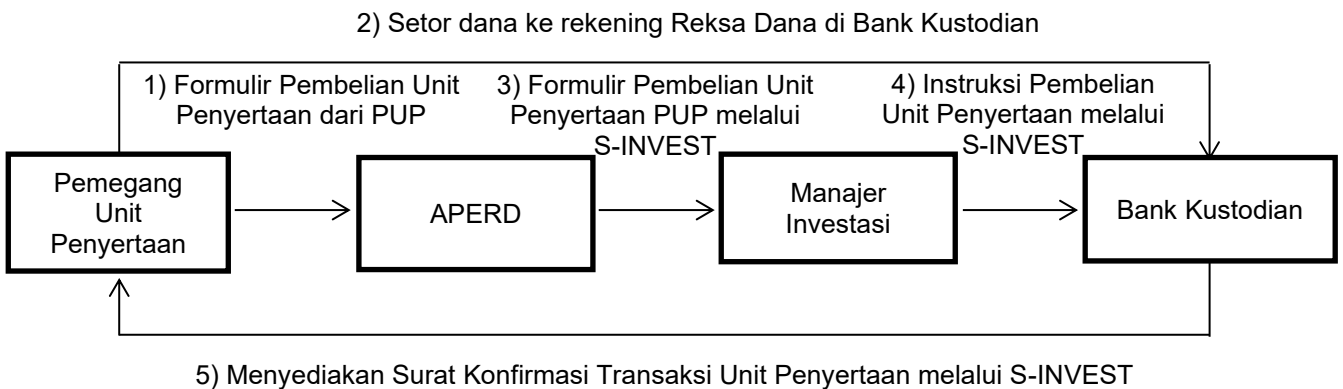 2) Setor dana ke rekening Reksa Dana di Bank Kustodian
1) Formulir Pembelian Unit
Penyertaan dari PUP
3) Formulir Pembelian Unit
Penyertaan PUP melalui
S-INVEST
4) Instruksi Pembelian
Unit Penyertaan melalui
S-INVEST
Pemegang
Unit
Penyertaan
APERD
Manajer
Investasi
Bank Kustodian
5) Menyediakan Surat Konfirmasi Transaksi Unit Penyertaan melalui S-INVEST